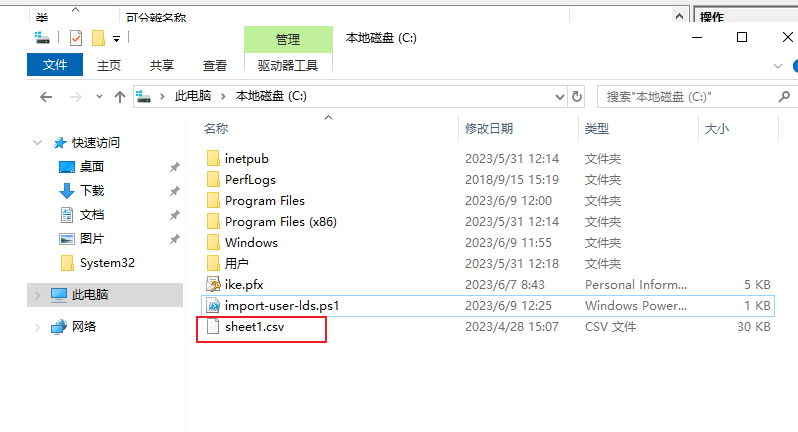 类 可分辨名称 操作
管理 本地磁盘 (C:)
文件 主页 共享 查看 驱动器工具
此电脑 本地磁盘 (C:) 搜索"本地磁盘 (C:)"
名称 修改日期 类型 大小
快速访问
桌面
下载
文档
图片
System32
此电脑
网络
inetpub 2023/5/31 12:14 文件夹
PerfLogs 2018/9/15 15:19 文件夹
Program Files 2023/6/9 12:00 文件夹
Program Files (x86) 2023/5/31 12:14 文件夹
Windows 2023/6/9 11:55 文件夹
用户 2023/5/31 12:18 文件夹
ike.pfx 2023/6/7 8:43 Personal Inform... 5 KB
import-user-lds.ps1 2023/6/9 12:25 Windows Power... 1 KB
sheet1.csv 2023/4/28 15:07 CSV 文件 30 KB